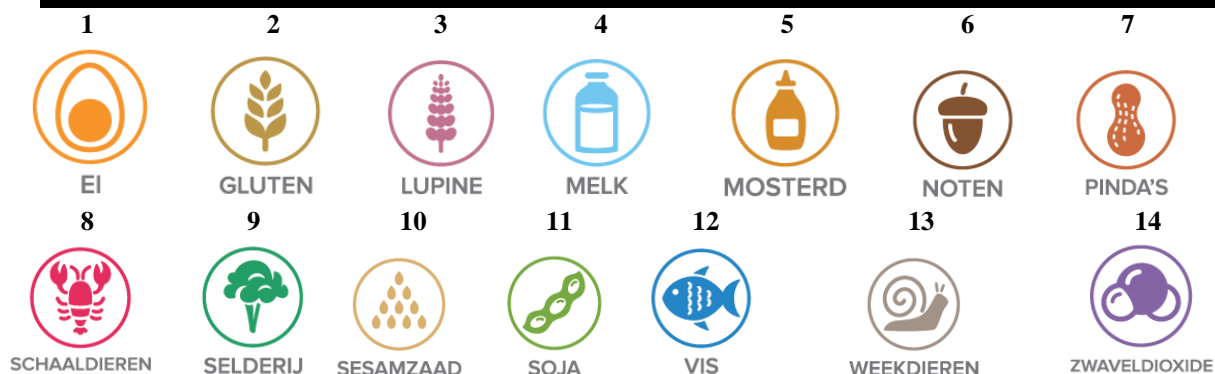 1 2 3 4 5 6 7
EI GLUTEN LUPINE MELK MOSTERD NOTEN PINDA'S
8 9 10 11 12 13 14
SCHAALDIEREN SELDERIJ SESAMZAAD SOJA VIS WEEKDIEREN ZWAVELDIOXIDE